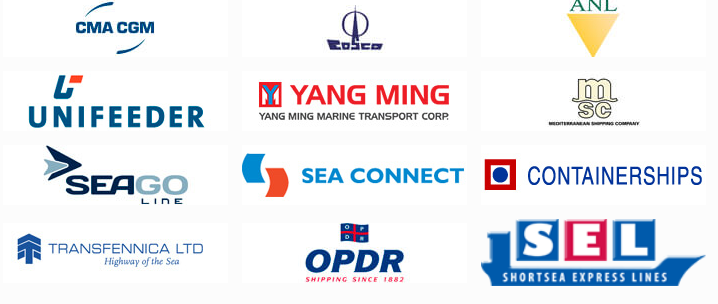 CMA CGM
COSCO
ANL
UNIFEEDER
YANG MING
YANG MING MARINE TRANSPORT CORP.
m
SC
MEDITERRANEAN SHIPPING COMPANY
SEAGO
LINE
SEA CONNECT
CONTAINERSHIPS
TRANSFENNICA LTD
Highway of the Sea
O P
D R
OPDR
SHIPPING SINCE 1882
SEL
SHORTSEA EXPRESS LINES